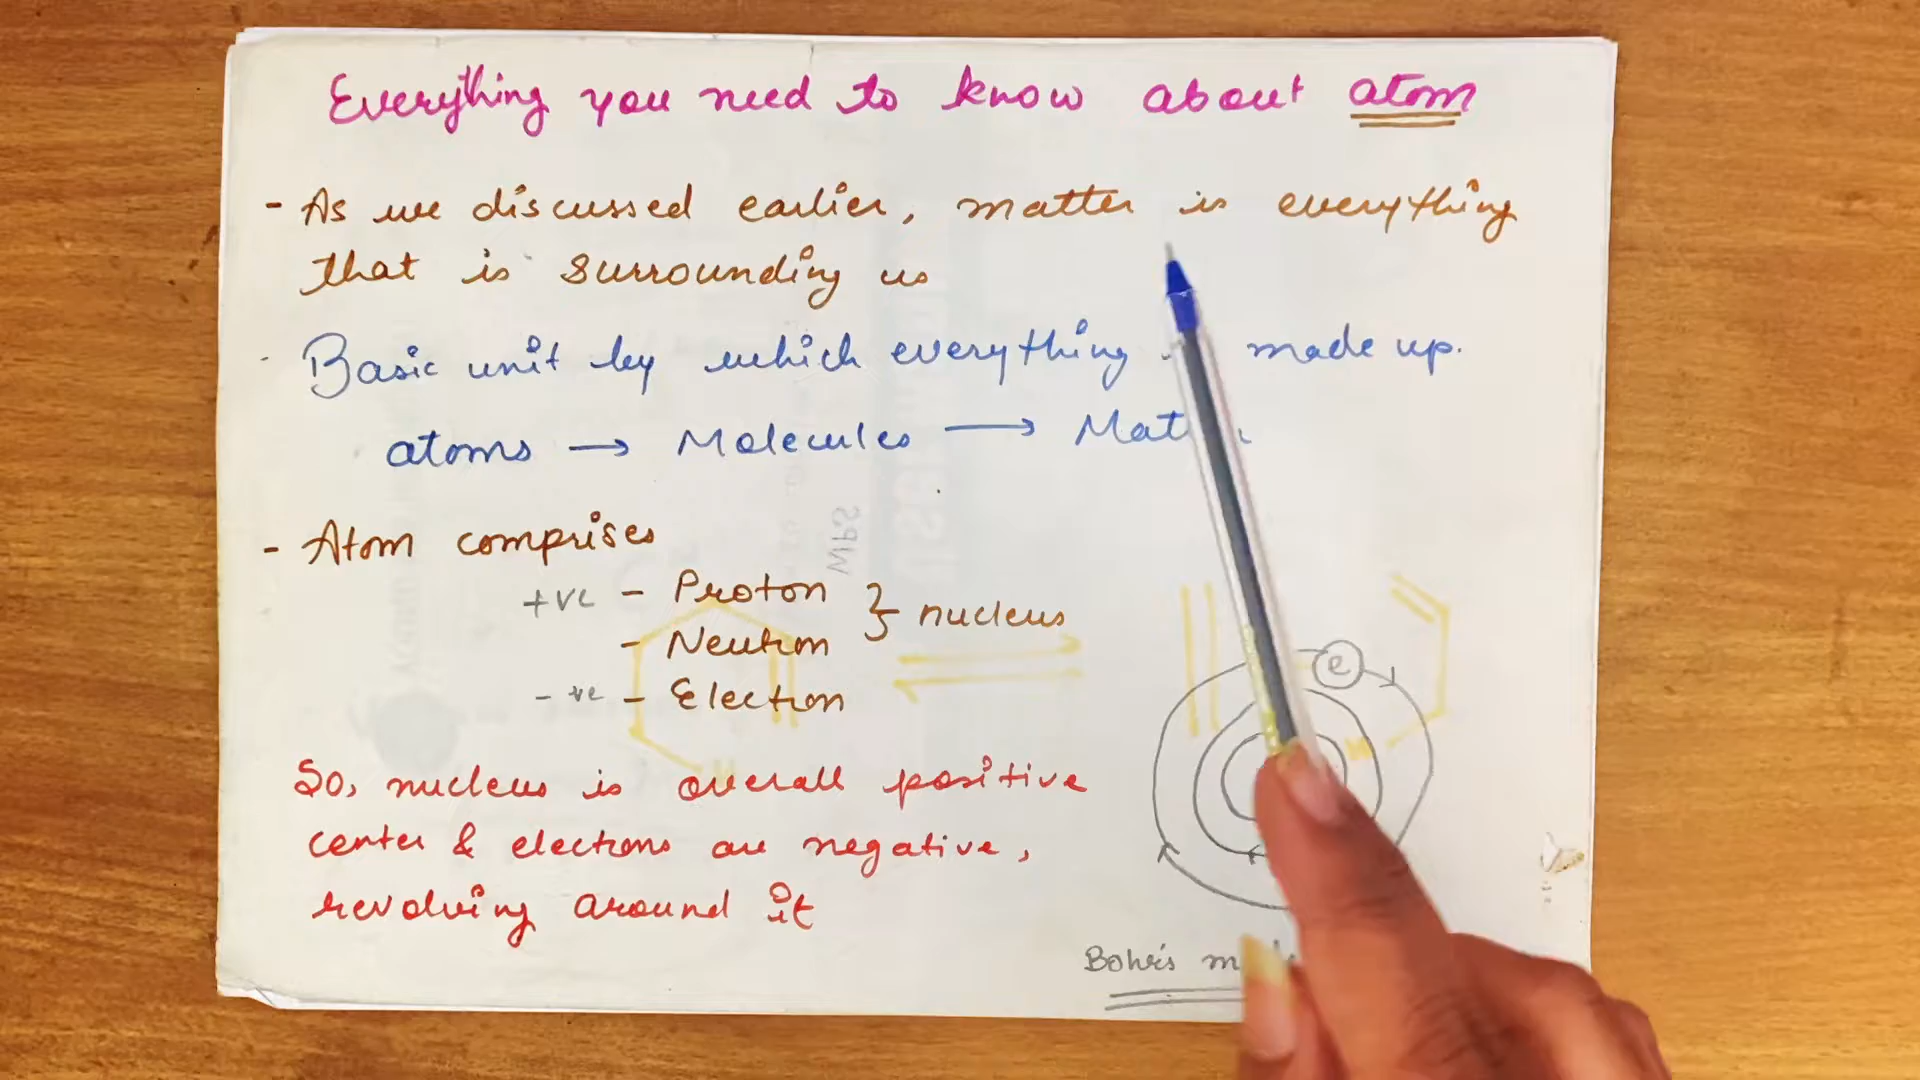 Everything you need to know about atom
- As we discussed earlier, matter is everything
that is surrounding us
- Basic unit by which everything made up.
atoms → Molecules → Mat
- Atom comprises
+ve - Proton } nucleus
- Neutron
-ve - Electron
e
So, nucleus is overall positive
center & electrons are negative,
revolving around it
Bohr's
WPS